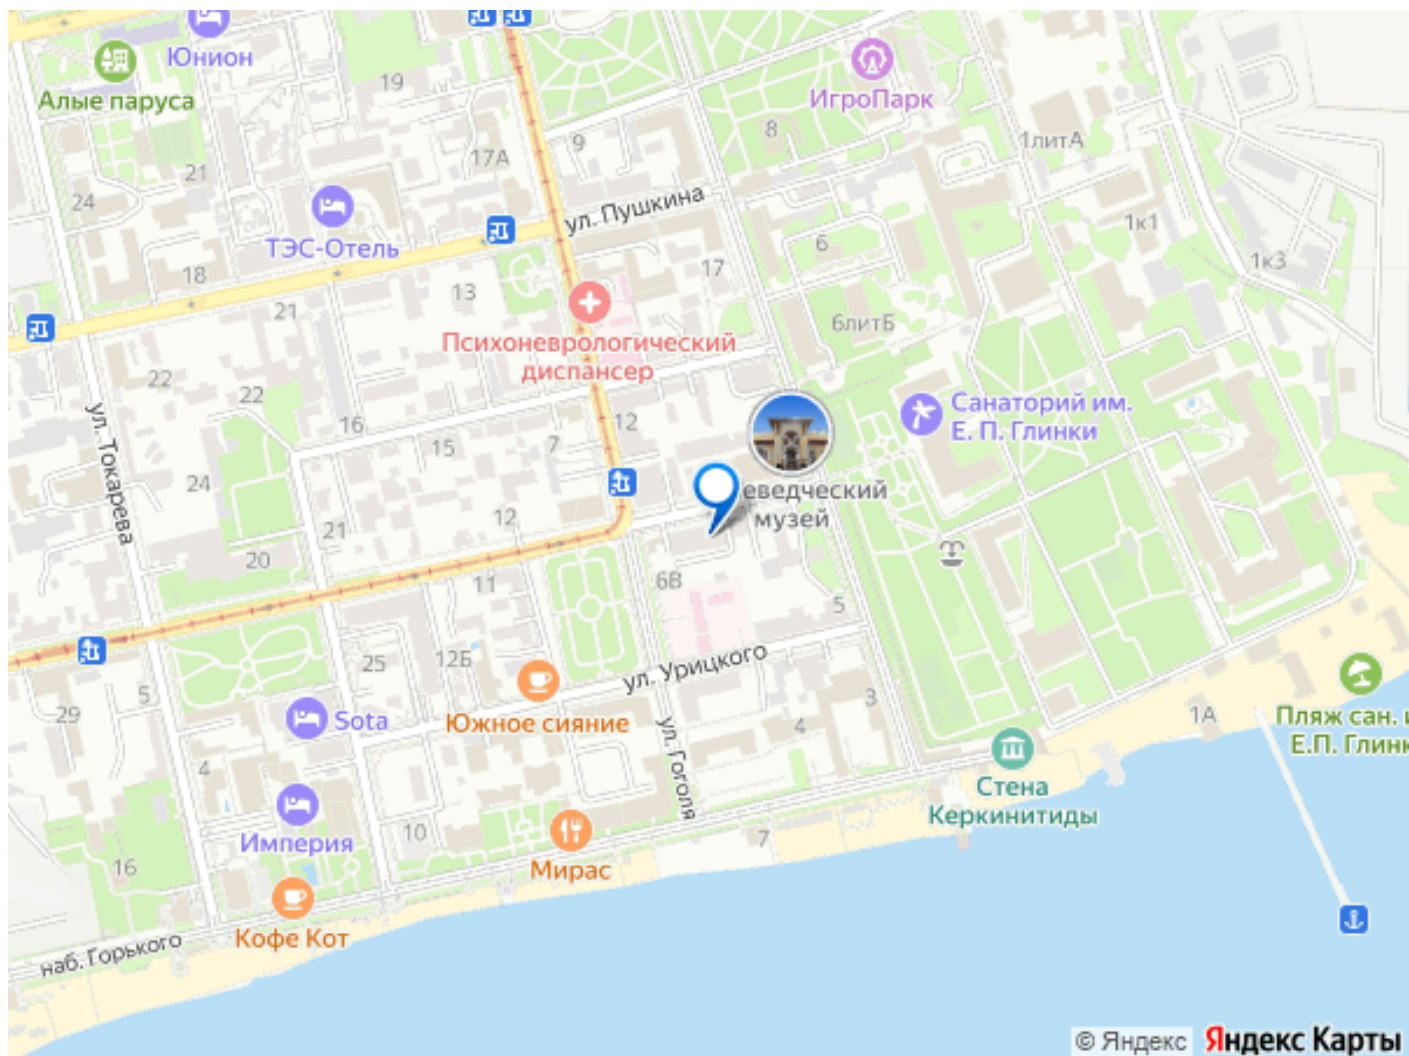 Юнион
Алые паруса
19
ИгроПарк
8
9
1литА
17А
21
24
ул. Пушкина
ТЭС-Отель
6
1к1
1к3
18
17
13
21
6литБ
Психоневрологический
диспансер
22
22
Санаторий им.
Е. П. Глинки
ул. Токарева
16
12
15
7
24
еведческий
музей
12
21
20
11
6В
5
ул. Урицкого
25
12Б
5
29
Sota
Южное сияние
ул. Гоголя
3
4
1А
Пляж сан. и
Е.П. Глинк
4
Стена
Керкинитиды
Империя
10
7
16
Мирас
Кофе Кот
наб. Горького
© Яндекс Яндекс Карты